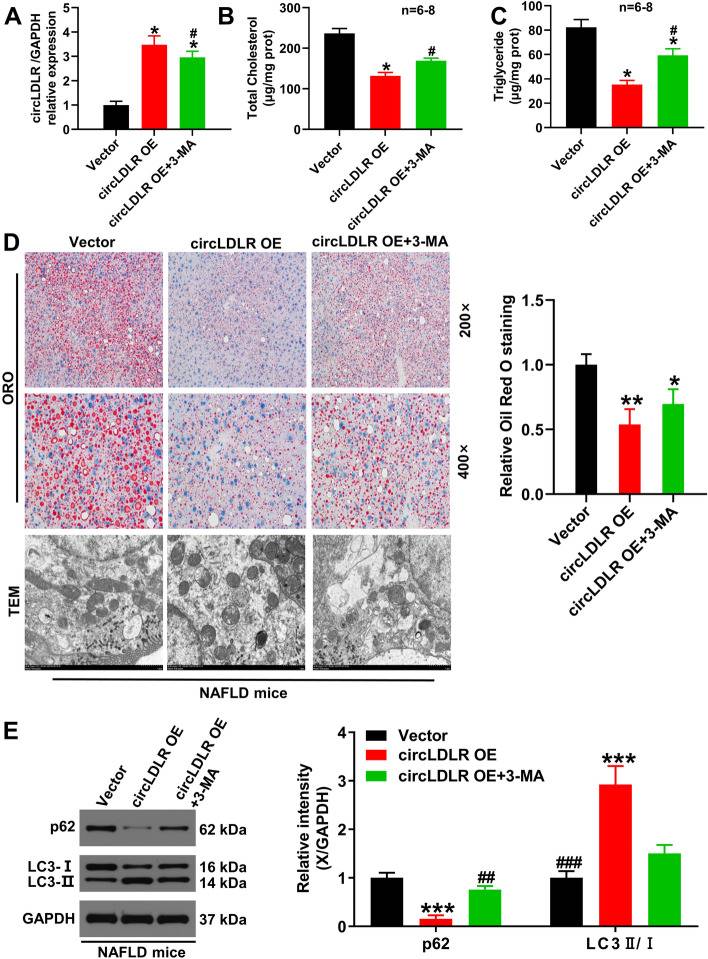 A
circLDLR /GAPDH
relative expression
5
4
3
2
1
0
*
#
*
Vector
circLDLR OE
circLDLR OE+3-MA
B
n=6-8
Total Cholesterol
(μg/mg prot)
300
200
100
0
*
#
Vector
circLDLR OE
circLDLR OE+3-MA
C
n=6-8
Triglyceride
(μg/mg prot)
100
80
60
40
20
0
*
#
*
Vector
circLDLR OE
circLDLR OE+3-MA
D
Vector
circLDLR OE
circLDLR OE+3-MA
ORO
200×
400×
TEM
NAFLD mice
Relative Oil Red O staining
1.5
1.0
0.5
0.0
**
*
Vector
circLDLR OE
circLDLR OE+3-MA
E
Vector
circLDLR OE
circLDLR OE
+3-MA
p62
62 kDa
LC3-Ⅰ
16 kDa
LC3-Ⅱ
14 kDa
GAPDH
37 kDa
NAFLD mice
Vector
circLDLR OE
circLDLR OE+3-MA
Relative intensity
(X/GAPDH)
4
3
2
1
0
***
##
###
***
p62
LC3 Ⅱ/Ⅰ